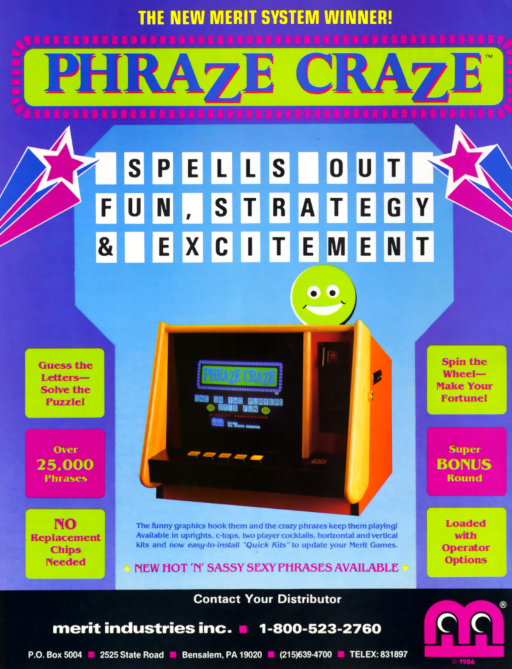 THE NEW MERIT SYSTEM WINNER!
PHRAZE CRAZE™
SPELLS OUT
FUN, STRATEGY
& EXCITEMENT
Guess the
Letters—
Solve the
Puzzle!
Spin the
Wheel—
Make Your
Fortune!
PHRAZE CRAZE
Over
25,000
Phrases
Super
BONUS
Round
NO
Replacement
Chips
Needed
Loaded
with
Operator
Options
The funny graphics hook them and the crazy phrazes keep them playing!
Available in uprights, c-tops, two player cocktails, horizontal and vertical
kits and now easy-to-install "Quick Kits" to update your Merit Games.
NEW HOT 'N' SASSY SEXY PHRASES AVAILABLE
Contact Your Distributor
merit industries inc. ■ 1-800-523-2760
P.O. Box 5004 ■ 2525 State Road ■ Bensalem, PA 19020 ■ (215)639-4700 ■ TELEX: 831897
®
© 1986